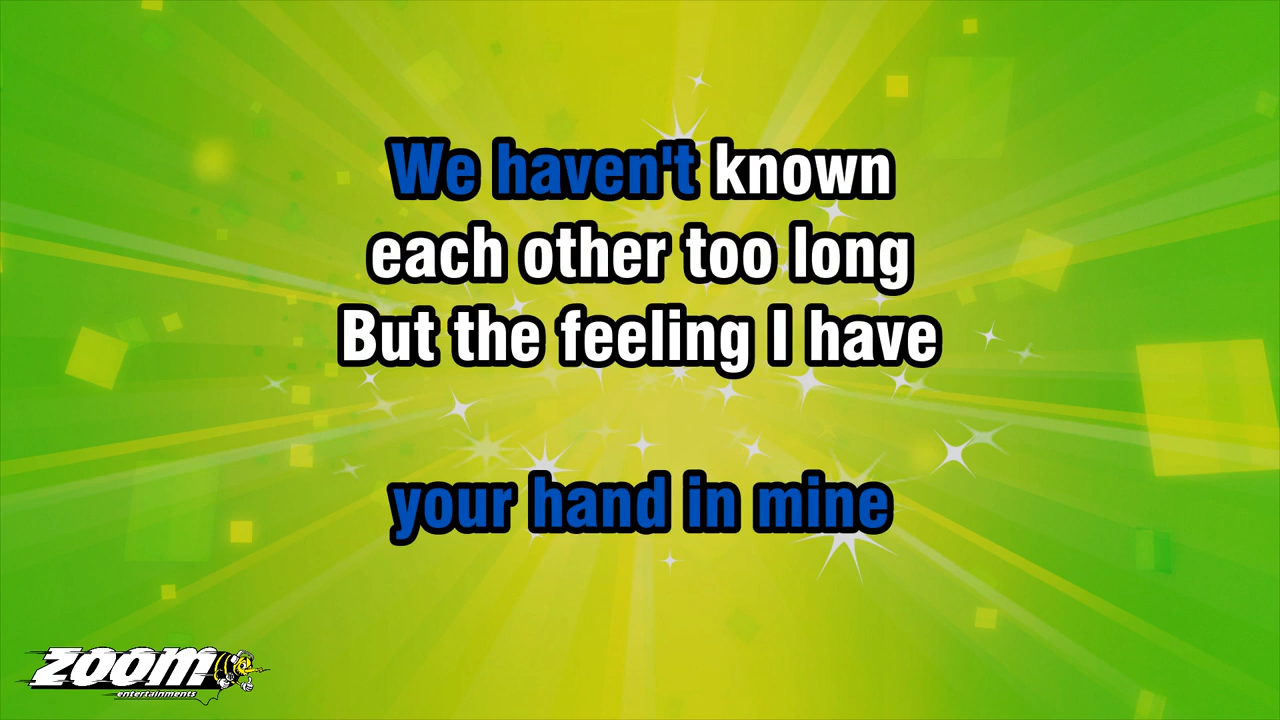 We haven't known
each other too long
But the feeling I have
your hand in mine
ZOOM
entertainments